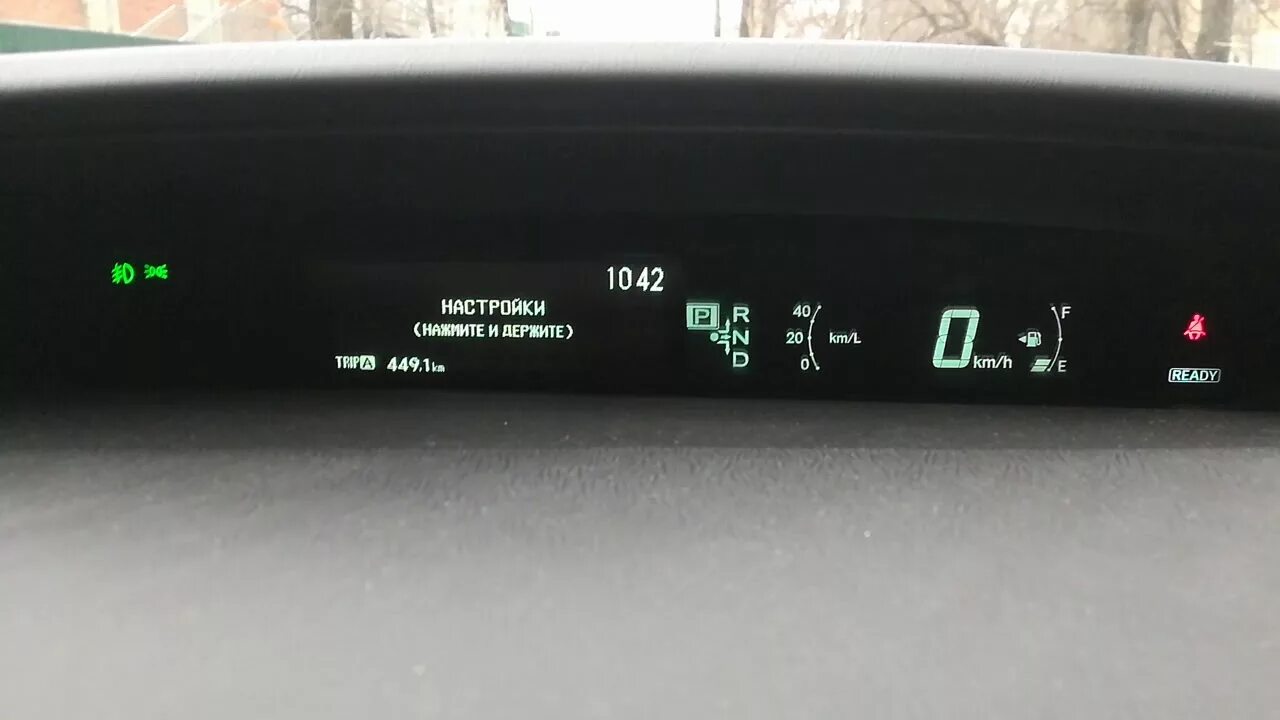 1042
НАСТРОЙКИ
(НАЖМИТЕ И ДЕРЖИТЕ)
TRIP A 449,1 km
P R
N
D
40
20 km/L
0
0 km/h
F
E
READY